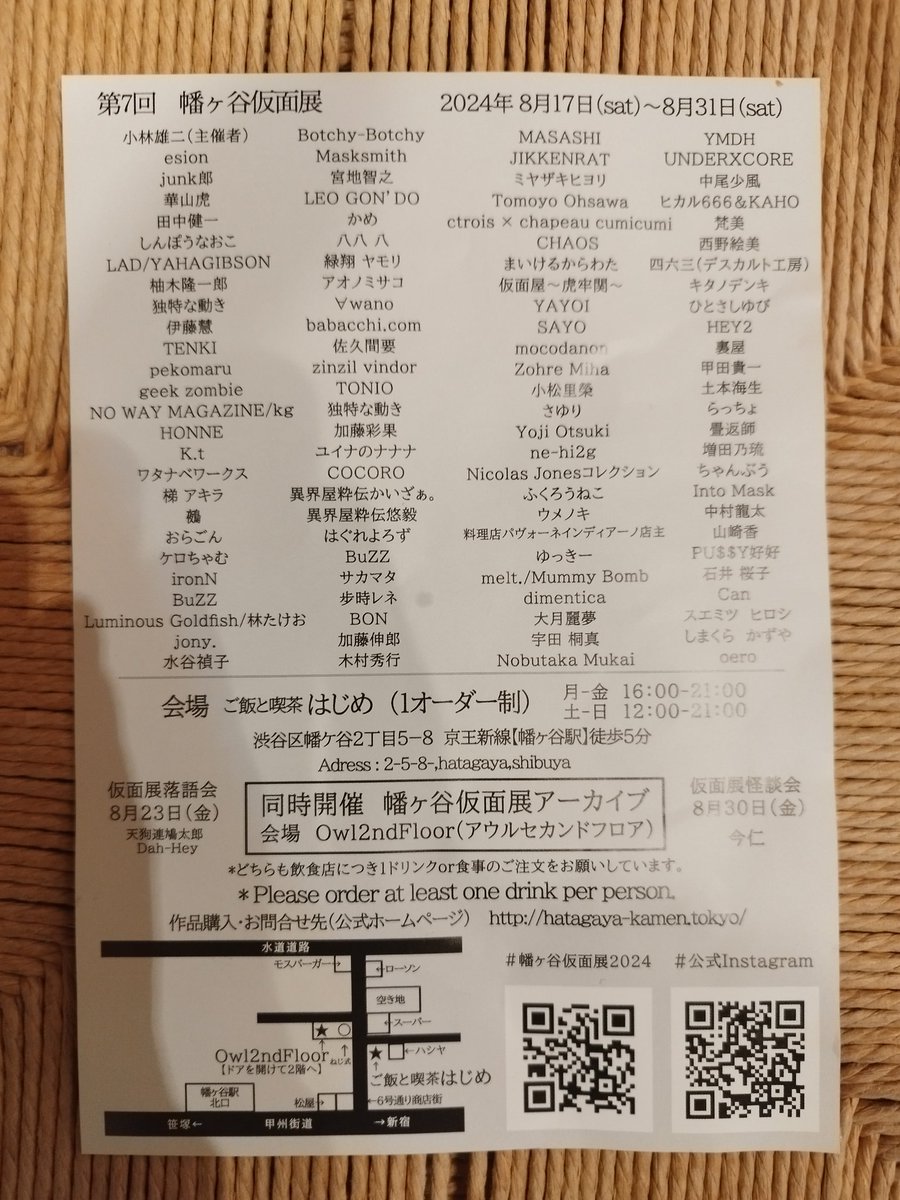 第7回 幡ヶ谷仮面展
2024年 8月17日(sat)～8月31日(sat)
小林雄二(主催者)
esion
junk郎
華山虎
田中健一
しんぽうなおこ
LAD/YAHAGIBSON
柚木隆一郎
独特な動き
伊藤慧
TENKI
pekomaru
geek zombie
NO WAY MAGAZINE/kg
HONNE
K.t
ワタナベワークス
梯 アキラ
おらごん
ケロちゃむ
ironN
BuZZ
Luminous Goldfish/林たけお
jony.
水谷禎子
Botchy-Botchy
Masksmith
宮地智之
LEO GON'DO
かめ
八八 八
緑翔 ヤモリ
アオノミサコ
∀wano
babacchi.com
佐久間要
zinzil vindor
TONIO
独特な動き
加藤彩果
ユイナのナナナ
COCORO
異界屋粋伝かいざぁ。
異界屋粋伝悠毅
はぐれよろず
BuZZ
サカマタ
歩時レネ
BON
加藤伸郎
木村秀行
MASASHI
JIKKENRAT
ミヤザキヒヨリ
Tomoyo Ohsawa
ctrois × chapeau cumicumi
CHAOS
まいけるからわた
仮面屋～虎牢関～
YAYOI
SAYO
mocodanon
Zohre Miha
小松里榮
さゆり
Yoji Otsuki
ne-hi2g
Nicolas Jonesコレクション
ふくろうねこ
ウメノキ
料理店パヴォーネインディアーノ店主
ゆっきー
melt./Mummy Bomb
dimentica
大月麗夢
宇田 桐真
Nobutaka Mukai
YMDH
UNDERXCORE
中尾少風
ヒカル666&KAHO
梵美
西野絵美
四六三(デスカルト工房)
キタノデンキ
ひとさしゆび
HEY2
裏屋
甲田貴一
土本海生
らっちょ
畳返師
増田乃琉
ちゃんぷう
Into Mask
中村龍太
山崎香
PU$$Y好好
石井 桜子
Can
スエミツ ヒロシ
しまくら かずや
oero
会場 ご飯と喫茶 はじめ (1オーダー制)
月-金 16:00-21:00
土-日 12:00-21:00
渋谷区幡ケ谷2丁目5-8 京王新線【幡ヶ谷駅】徒歩5分
Adress : 2-5-8-,hatagaya,shibuya
仮面展落語会
8月23日(金)
天狗連鳩太郎
Dah-Hey
同時開催 幡ヶ谷仮面展アーカイブ
会場 Owl2ndFloor(アウルセカンドフロア)
仮面展怪談会
8月30日(金)
今仁
*どちらも飲食店につき1ドリンクor食事のご注文をお願いしています。
*Please order at least one drink per person.
作品購入・お問合せ先(公式ホームページ) http://hatagaya-kamen.tokyo/
水道道路
モスバーガー→
←ローソン
空き地
←スーパー
★ ○
Owl2ndFloor
【ドアを開けて2階へ】
ねじ式
★
←ハシヤ
ご飯と喫茶はじめ
幡ヶ谷駅
北口
松屋→
←6号通り商店街
笹塚←
甲州街道
→新宿
#幡ヶ谷仮面展2024
#公式Instagram